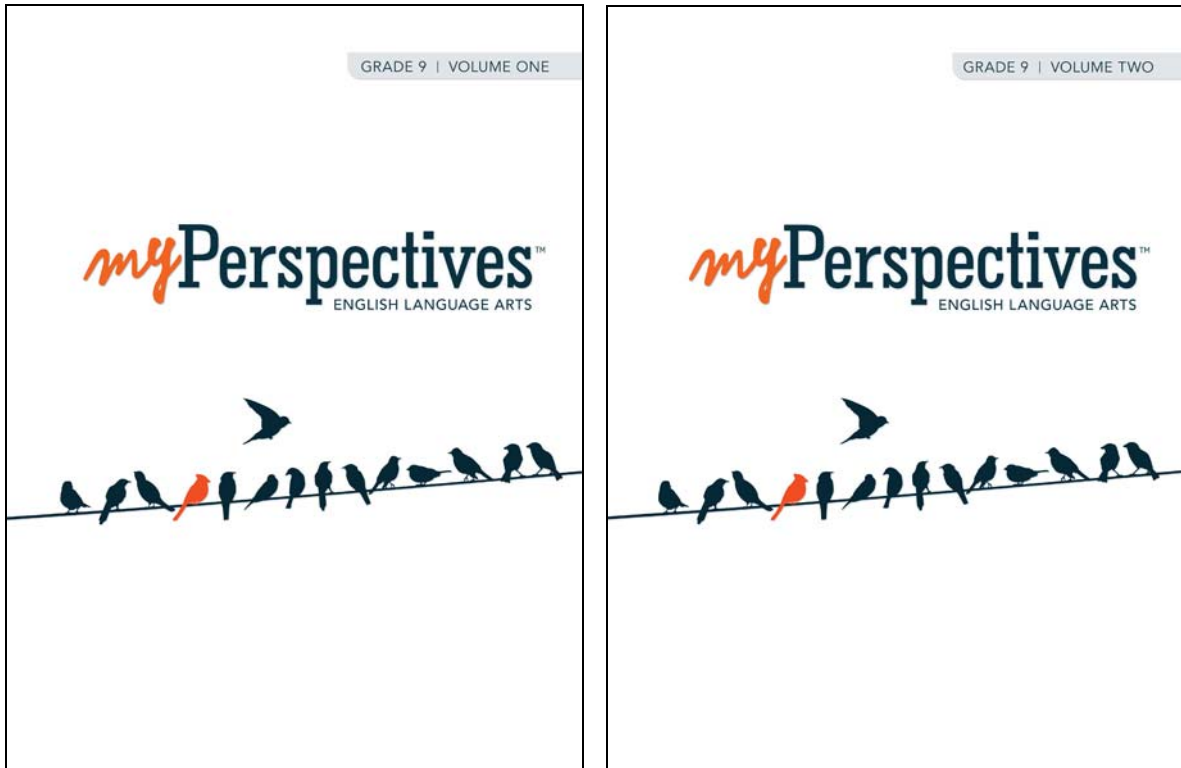 GRADE 9 | VOLUME ONE
myPerspectives™
ENGLISH LANGUAGE ARTS
GRADE 9 | VOLUME TWO
myPerspectives™
ENGLISH LANGUAGE ARTS